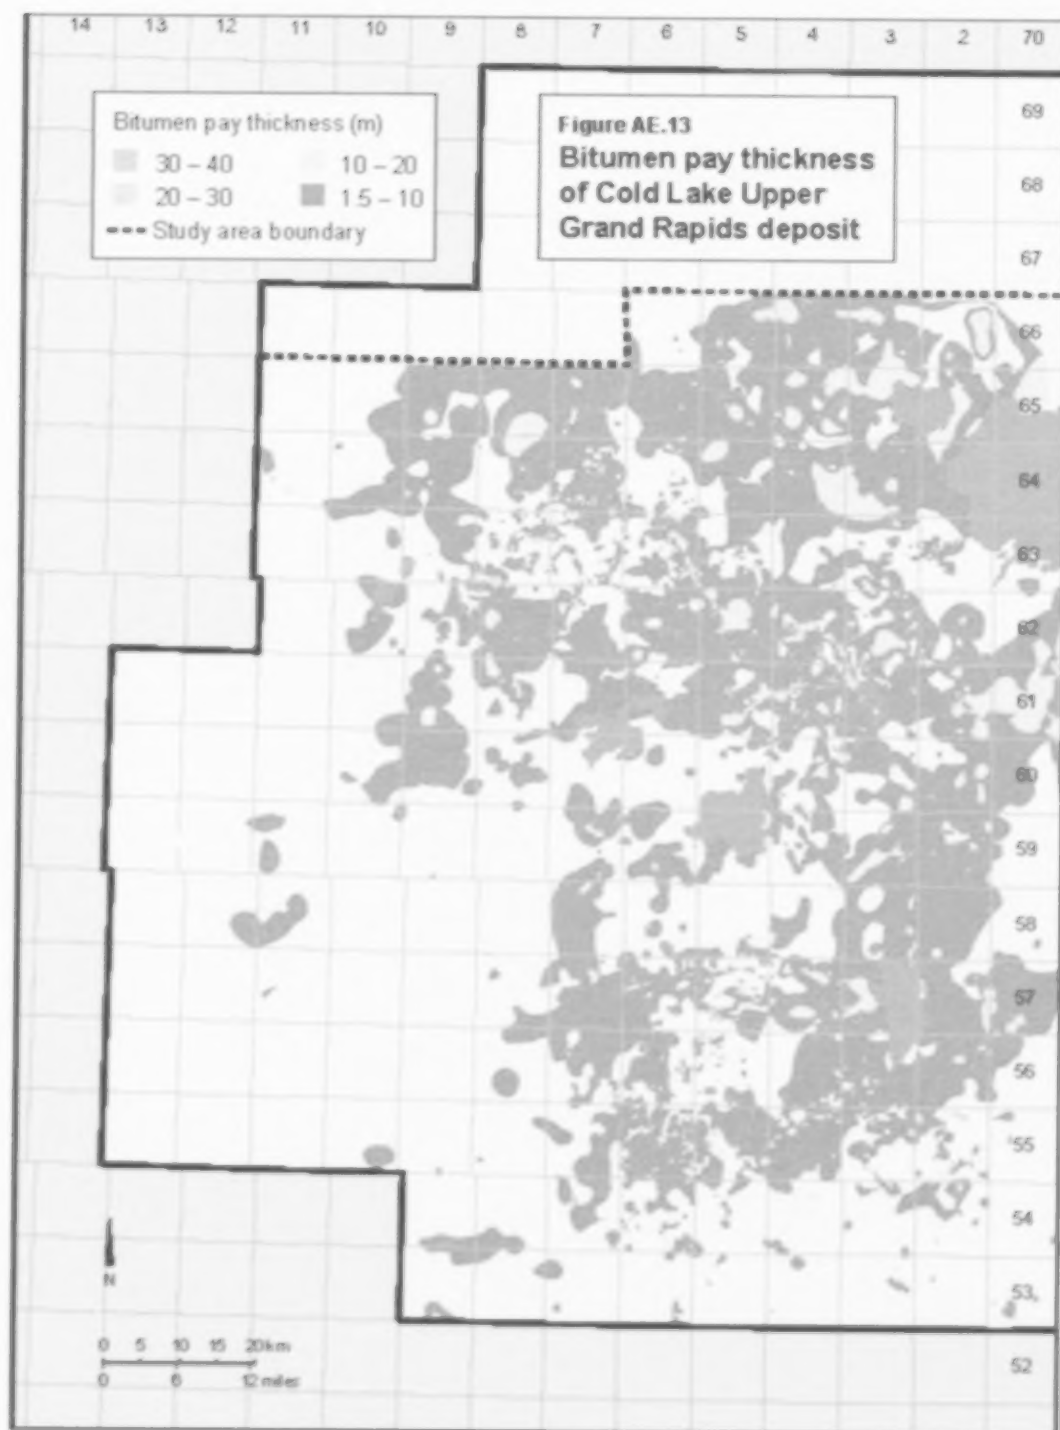 14 13 12 11 10 9 8 7 6 5 4 3 2 70
Bitumen pay thickness (m)
30 – 40
10 – 20
20 – 30
1.5 – 10
Study area boundary
Figure AE.13
Bitumen pay thickness
of Cold Lake Upper
Grand Rapids deposit
69
68
67
66
65
64
63
62
61
60
59
58
57
56
55
54
53
52
N
0 5 10 15 20 km
0 6 12 miles